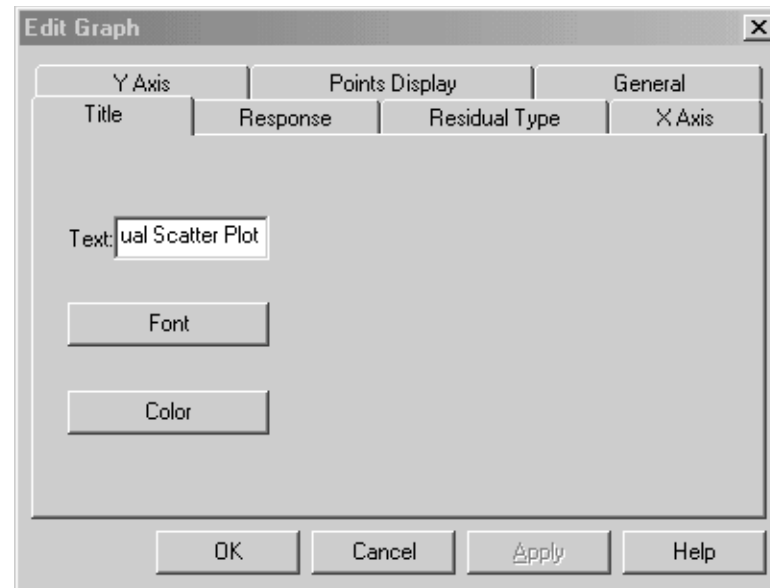 Edit Graph
Y Axis Points Display General
Title Response Residual Type X Axis
Text: ual Scatter Plot
Font
Color
OK Cancel Apply Help